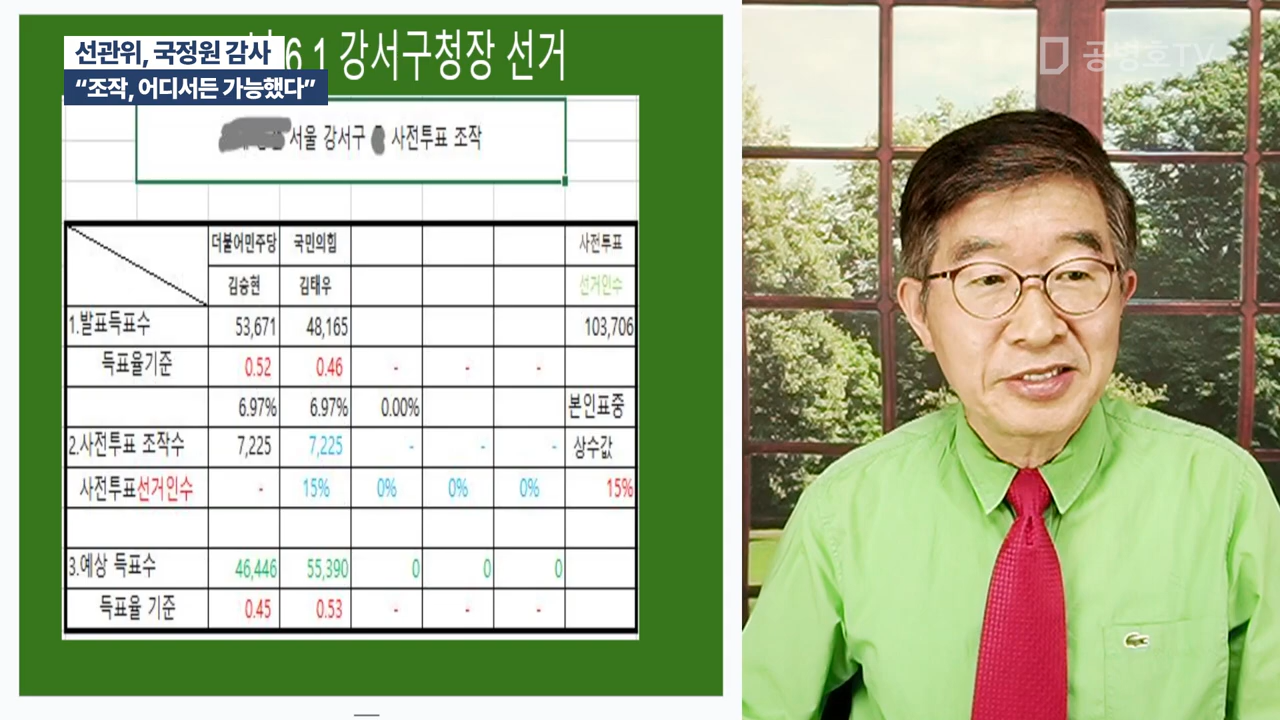 선관위, 국정원 감사
“조작, 어디서든 가능했다”
6.1 강서구청장 선거
공병호TV
서울 강서구 사전투표 조작
더불어민주당 국민의힘 사전투표
김승현 김태우 선거인수
1.발표득표수 53,671 48,165 103,706
득표율기준 0.52 0.46 - - -
6.97% 6.97% 0.00% 본인표중
2.사전투표 조작수 7,225 7,225 - - - 상수값
사전투표선거인수 - 15% 0% 0% 0% 15%
3.예상 득표수 46,446 55,390 0 0 0
득표율 기준 0.45 0.53 - - -